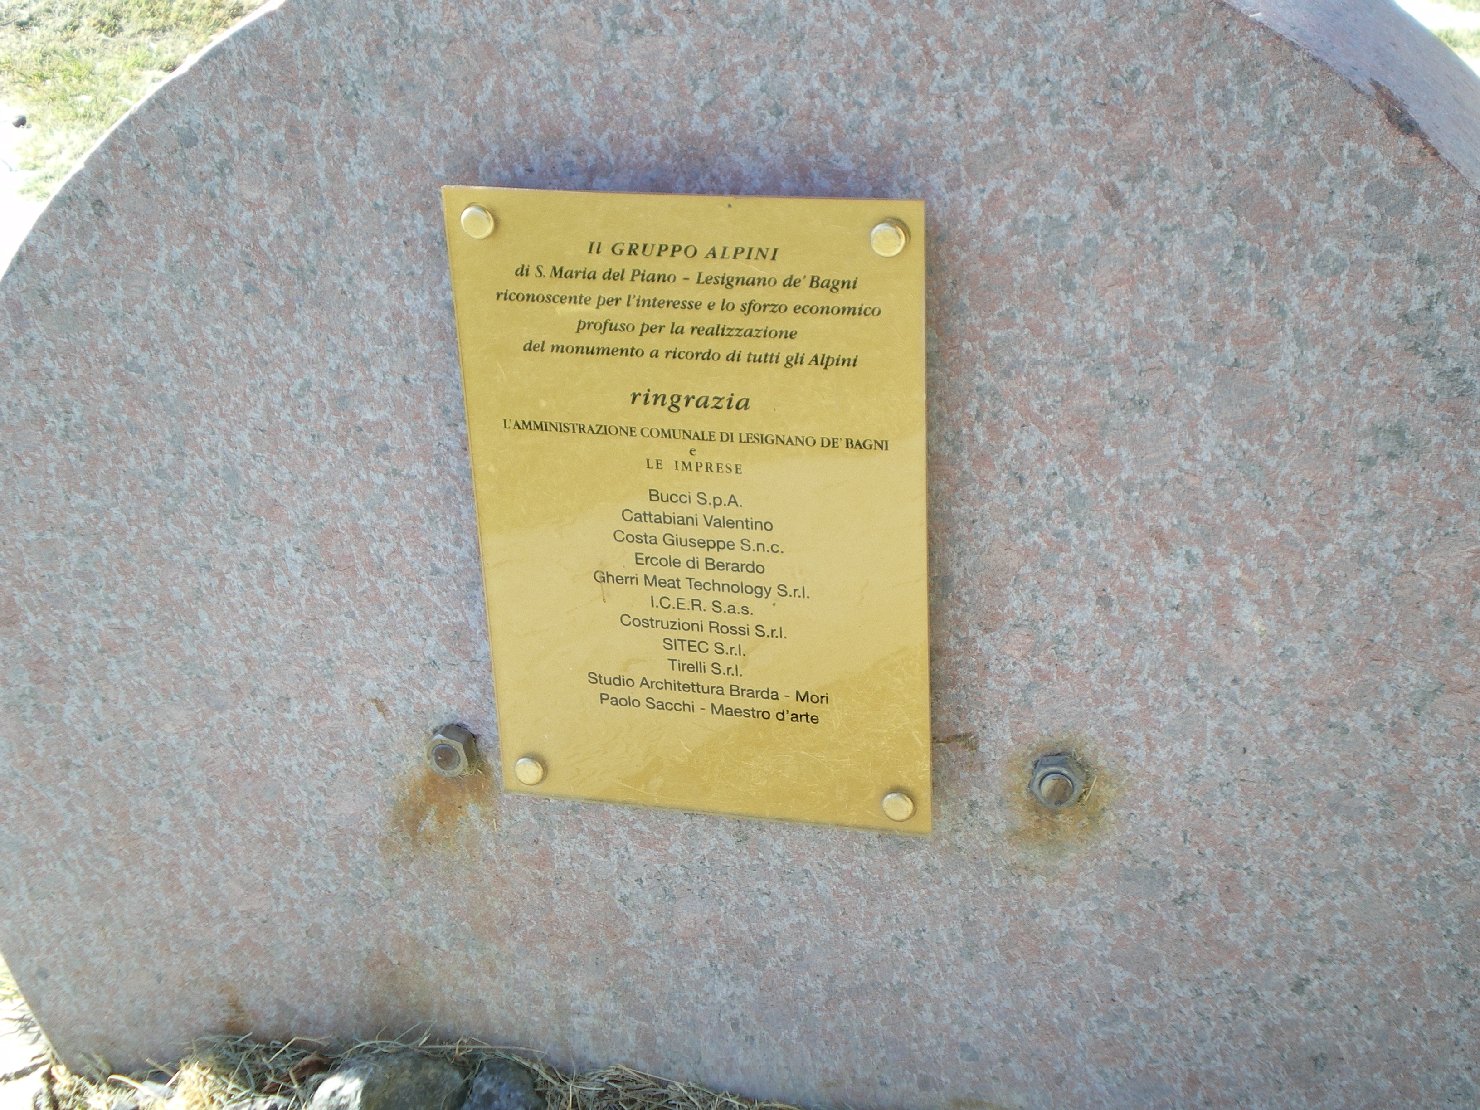 Il GRUPPO ALPINI
di S. Maria del Piano - Lesignano de' Bagni
riconoscente per l'interesse e lo sforzo economico
profuso per la realizzazione
del monumento a ricordo di tutti gli Alpini
ringrazia
L'AMMINISTRAZIONE COMUNALE DI LESIGNANO DE' BAGNI
e
LE IMPRESE
Bucci S.p.A.
Cattabiani Valentino
Costa Giuseppe S.n.c.
Ercole di Berardo
Gherri Meat Technology S.r.l.
I.C.E.R. S.a.s.
Costruzioni Rossi S.r.l.
SITEC S.r.l.
Tirelli S.r.l.
Studio Architettura Brarda - Mori
Paolo Sacchi - Maestro d'arte